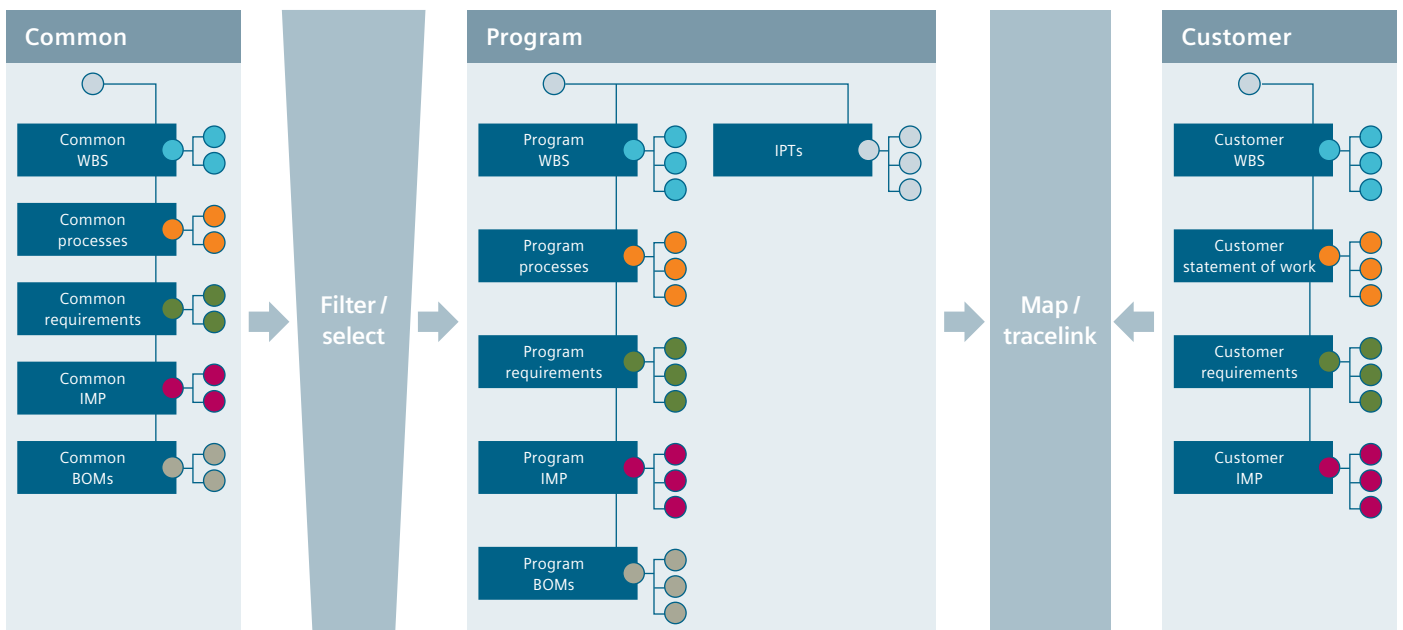 Common
Common
WBS
Common
processes
Common
requirements
Common
IMP
Common
BOMs
Filter /
select
Program
Program
WBS
IPTs
Program
processes
Program
requirements
Program
IMP
Program
BOMs
Map /
tracelink
Customer
Customer
WBS
Customer
statement of work
Customer
requirements
Customer
IMP